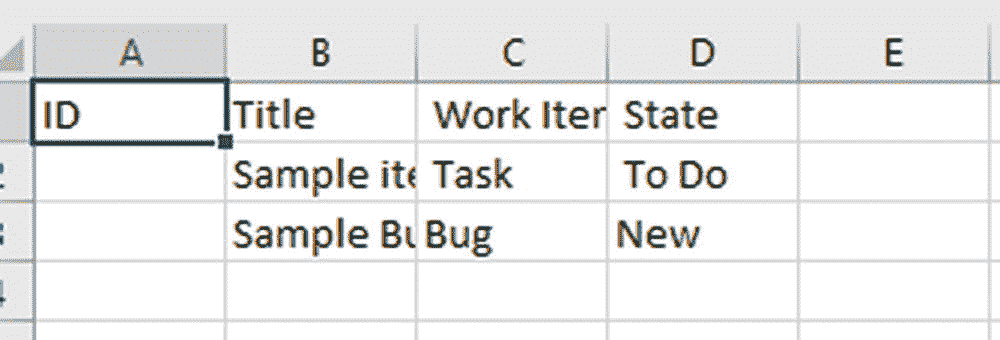 A B C D E
ID Title Work Iter State
2 Sample ite Task To Do
3 Sample Bu Bug New
4